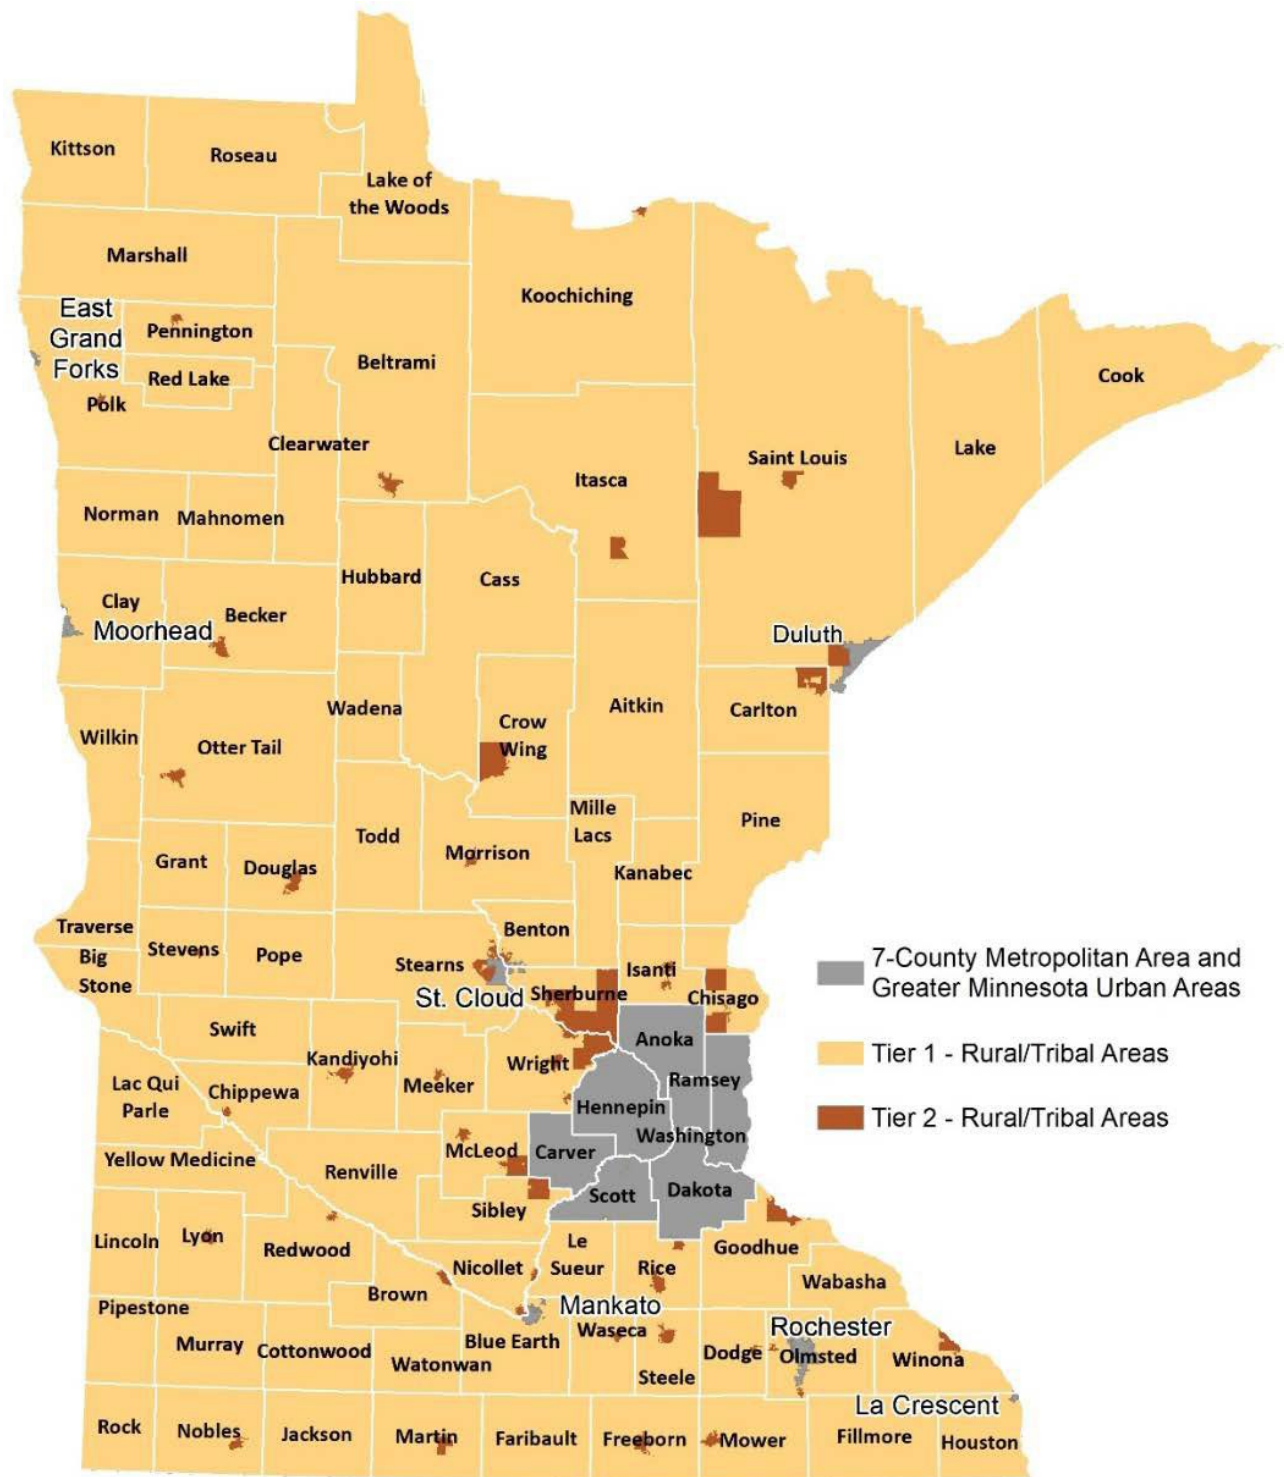 Kittson
Roseau
Lake of
the Woods
Marshall
Koochiching
East
Grand
Forks
Pennington
Red Lake
Beltrami
Polk
Cook
Clearwater
Lake
Saint Louis
Itasca
Norman
Mahnomen
Hubbard
Cass
Clay
Becker
Moorhead
Duluth
Wadena
Aitkin
Carlton
Crow
Wing
Wilkin
Otter Tail
Mille
Lacs
Pine
Todd
Morrison
Grant
Douglas
Kanabec
Traverse
Benton
Big
Stone
Stevens
Pope
Stearns
Isanti
St. Cloud
Sherburne
Chisago
7-County Metropolitan Area and
Greater Minnesota Urban Areas
Swift
Anoka
Kandiyohi
Wright
Tier 1 - Rural/Tribal Areas
Lac Qui
Parle
Chippewa
Meeker
Ramsey
Hennepin
Tier 2 - Rural/Tribal Areas
Washington
McLeod
Carver
Yellow Medicine
Renville
Scott
Dakota
Sibley
Lincoln
Lyon
Redwood
Le
Sueur
Goodhue
Nicollet
Rice
Wabasha
Brown
Pipestone
Mankato
Waseca
Rochester
Murray
Cottonwood
Blue Earth
Watonwan
Dodge
Olmsted
Winona
Steele
La Crescent
Rock
Nobles
Jackson
Martin
Faribault
Freeborn
Mower
Fillmore
Houston